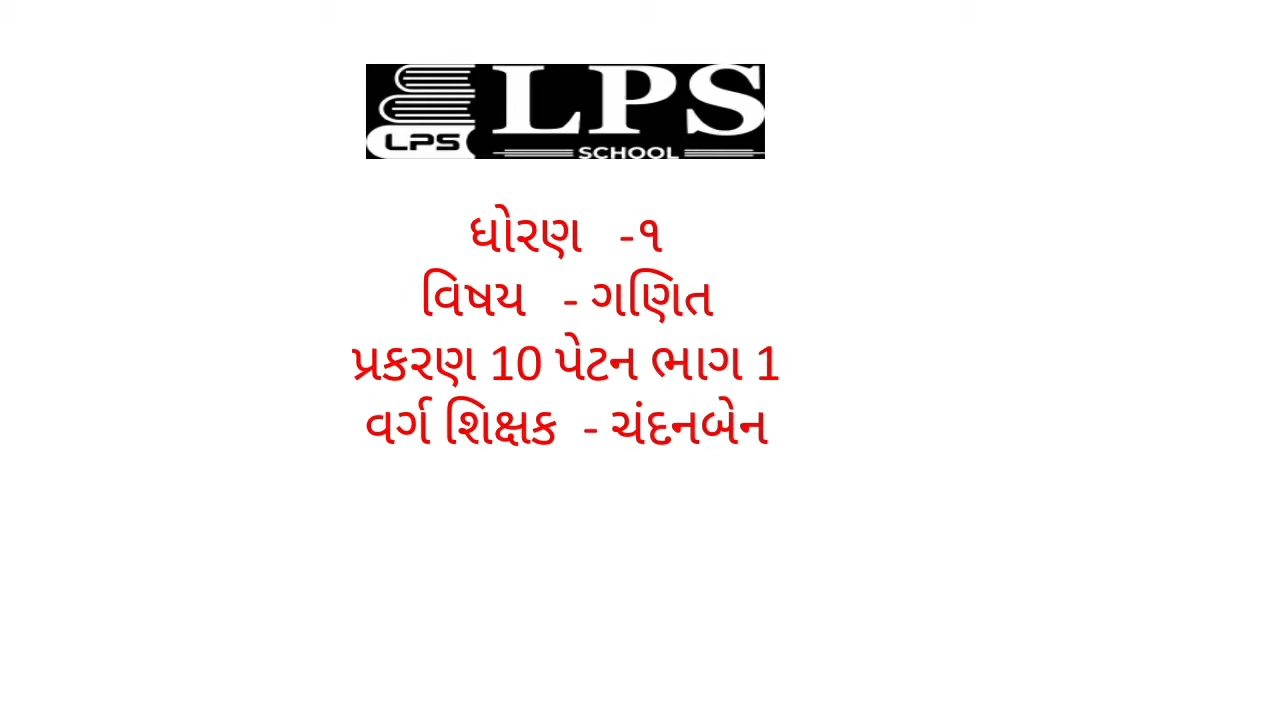 LPS
LPS
SCHOOL
ધોરણ -૧
વિષય - ગણિત
પ્રકરણ 10 પેટન ભાગ 1
વર્ગ શિક્ષક - ચંદનબેન